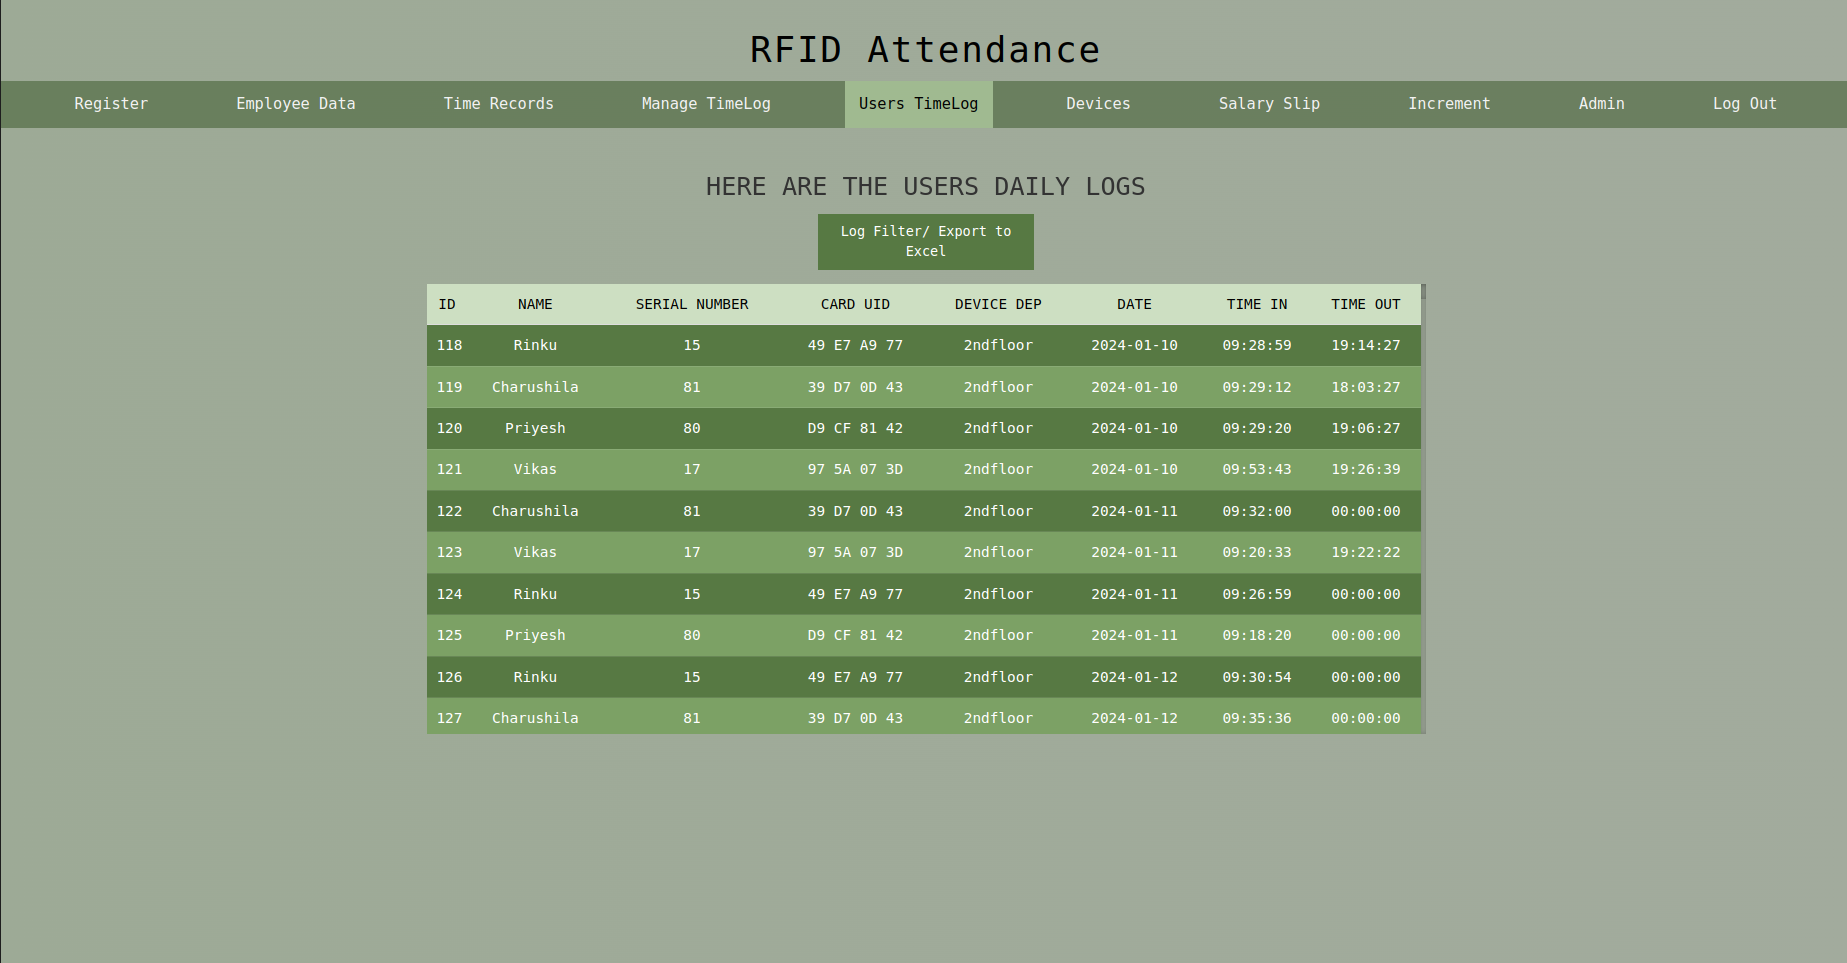 RFID Attendance
Register Employee Data Time Records Manage TimeLog Users TimeLog Devices Salary Slip Increment Admin Log Out
HERE ARE THE USERS DAILY LOGS
Log Filter/ Export to
Excel
ID NAME SERIAL NUMBER CARD UID DEVICE DEP DATE TIME IN TIME OUT
118 Rinku 15 49 E7 A9 77 2ndfloor 2024-01-10 09:28:59 19:14:27
119 Charushila 81 39 D7 0D 43 2ndfloor 2024-01-10 09:29:12 18:03:27
120 Priyesh 80 D9 CF 81 42 2ndfloor 2024-01-10 09:29:20 19:06:27
121 Vikas 17 97 5A 07 3D 2ndfloor 2024-01-10 09:53:43 19:26:39
122 Charushila 81 39 D7 0D 43 2ndfloor 2024-01-11 09:32:00 00:00:00
123 Vikas 17 97 5A 07 3D 2ndfloor 2024-01-11 09:20:33 19:22:22
124 Rinku 15 49 E7 A9 77 2ndfloor 2024-01-11 09:26:59 00:00:00
125 Priyesh 80 D9 CF 81 42 2ndfloor 2024-01-11 09:18:20 00:00:00
126 Rinku 15 49 E7 A9 77 2ndfloor 2024-01-12 09:30:54 00:00:00
127 Charushila 81 39 D7 0D 43 2ndfloor 2024-01-12 09:35:36 00:00:00